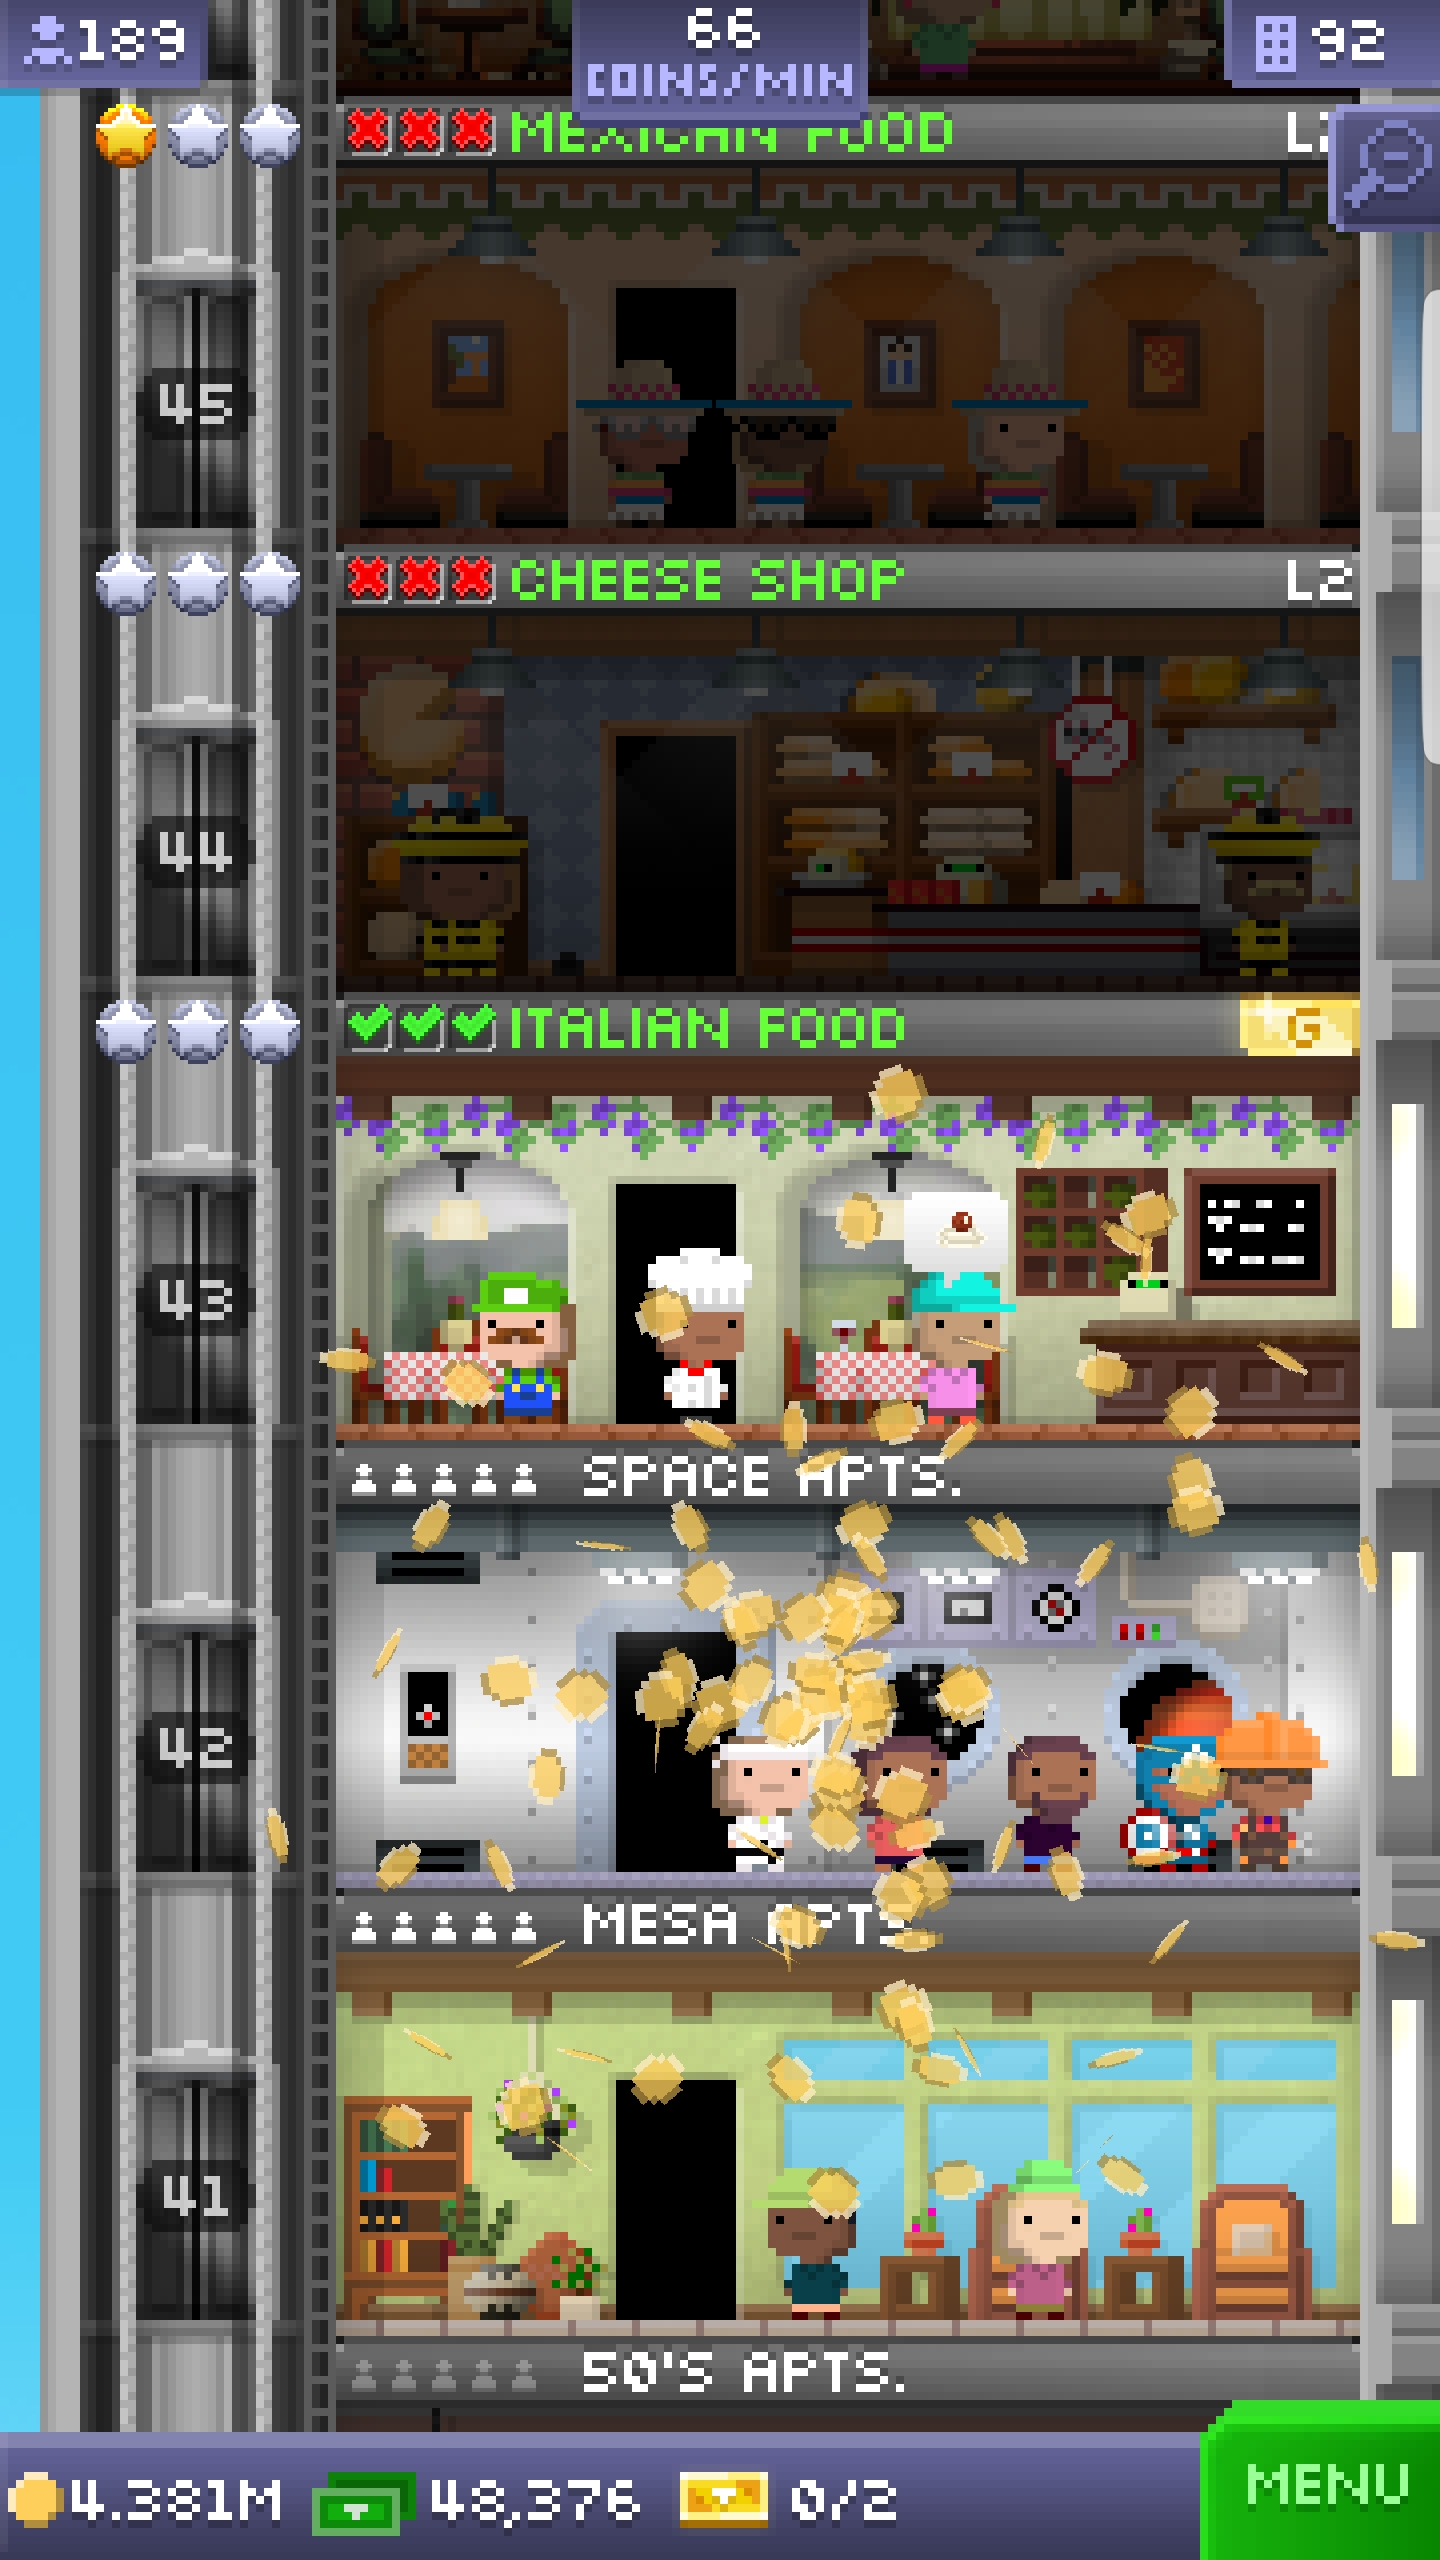 189
66
COINS/MIN
92
MEXICAN FOOD
45
CHEESE SHOP
L2
44
ITALIAN FOOD
G
43
SPACE APTS.
42
MESA APTS
41
50'S APTS.
4.381M
48,376
0/2
MENU